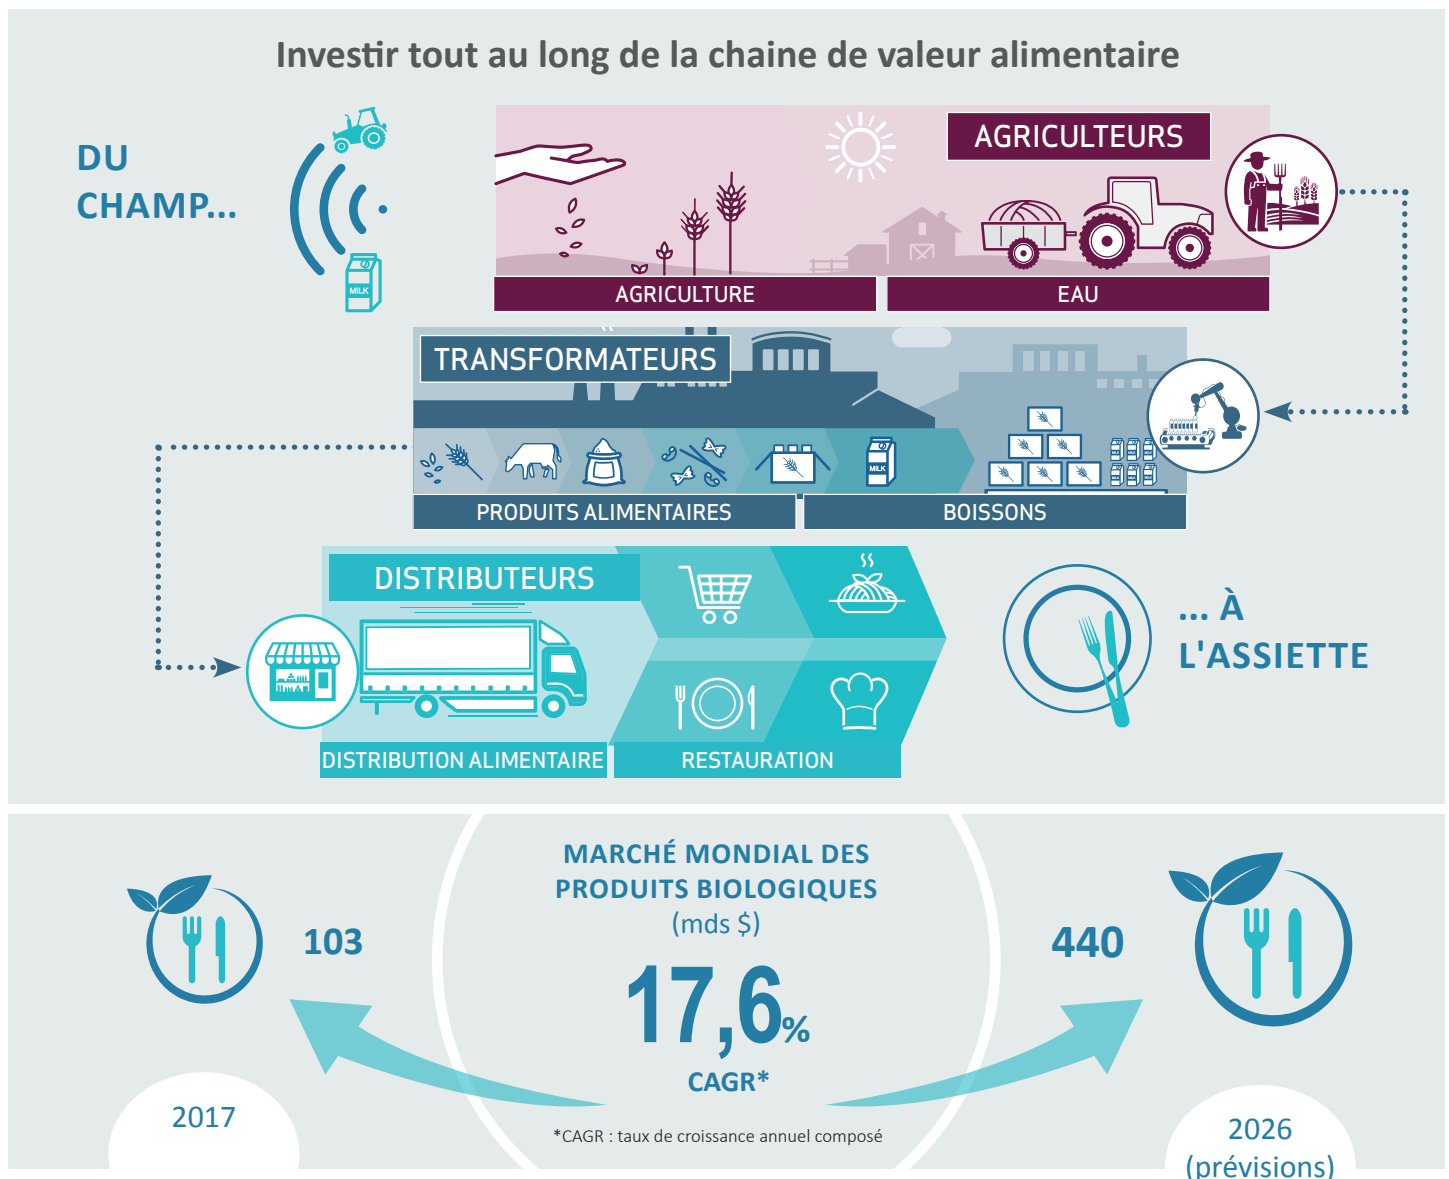 Investir tout au long de la chaine de valeur alimentaire
DU
CHAMP...
MILK
AGRICULTEURS
AGRICULTURE
EAU
TRANSFORMATEURS
MILK
PRODUITS ALIMENTAIRES
BOISSONS
DISTRIBUTEURS
DISTRIBUTION ALIMENTAIRE
RESTAURATION
... À
L'ASSIETTE
MARCHÉ MONDIAL DES
PRODUITS BIOLOGIQUES
(mds $)
103
440
17,6%
CAGR*
*CAGR : taux de croissance annuel composé
2017
2026
(prévisions)